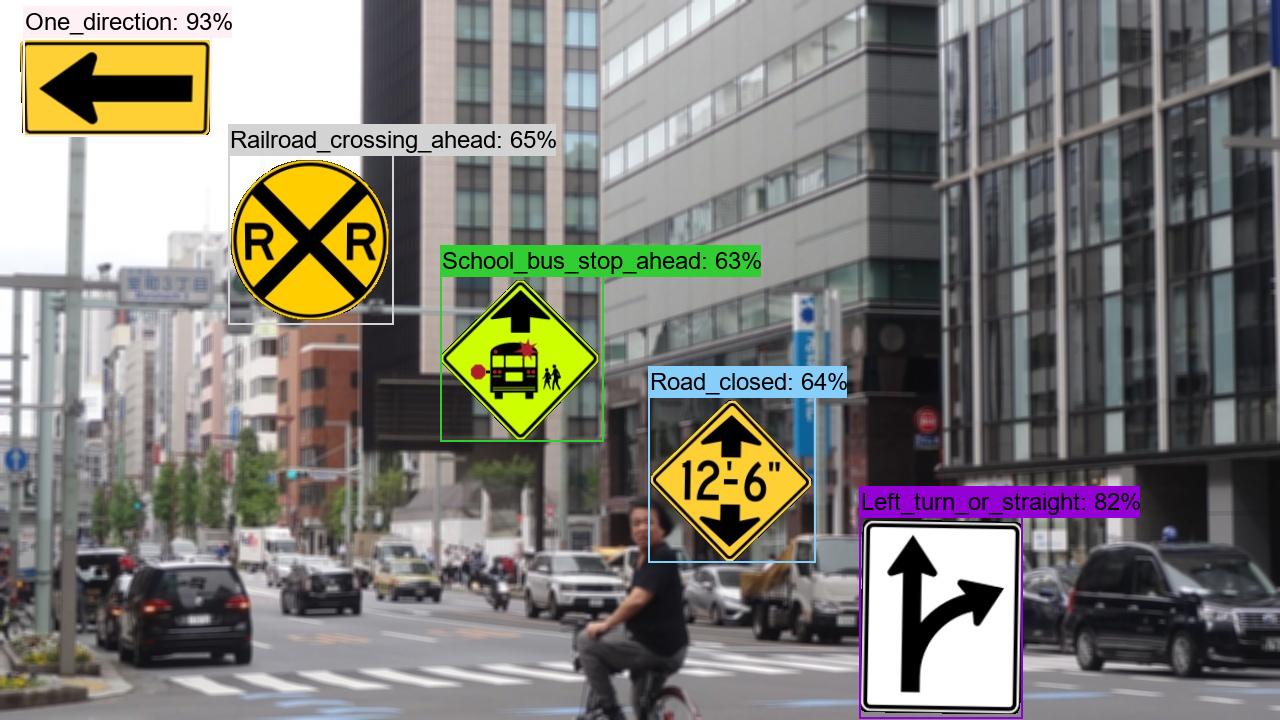 One_direction: 93%
Railroad_crossing_ahead: 65%
R R
School_bus_stop_ahead: 63%
Road_closed: 64%
12'-6"
Left_turn_or_straight: 82%